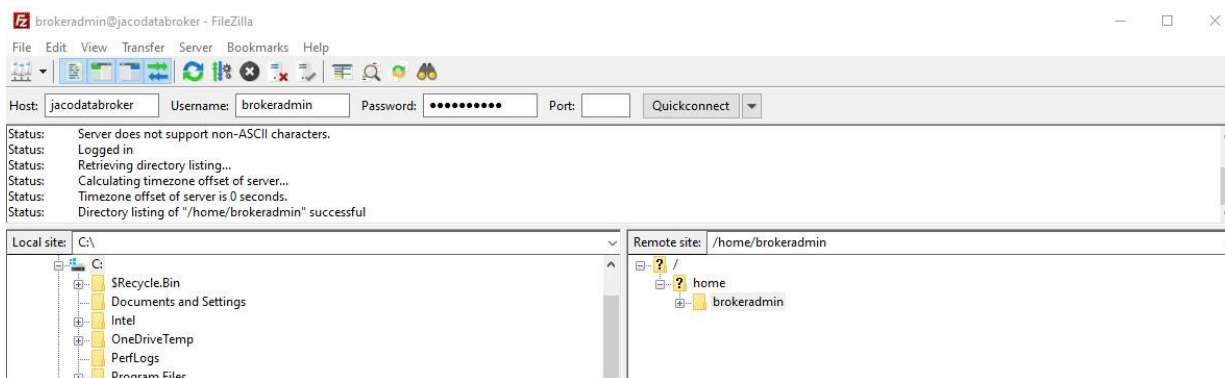 brokeradmin@jacodatabroker - FileZilla
File Edit View Transfer Server Bookmarks Help
Host: jacodatabroker Username: brokeradmin Password: ●●●●●●●●●● Port: Quickconnect
Status: Server does not support non-ASCII characters.
Status: Logged in
Status: Retrieving directory listing...
Status: Calculating timezone offset of server...
Status: Timezone offset of server is 0 seconds.
Status: Directory listing of "/home/brokeradmin" successful
Local site: C:\
C:
$Recycle.Bin
Documents and Settings
Intel
OneDriveTemp
PerfLogs
Program Files
Remote site: /home/brokeradmin
/
home
brokeradmin